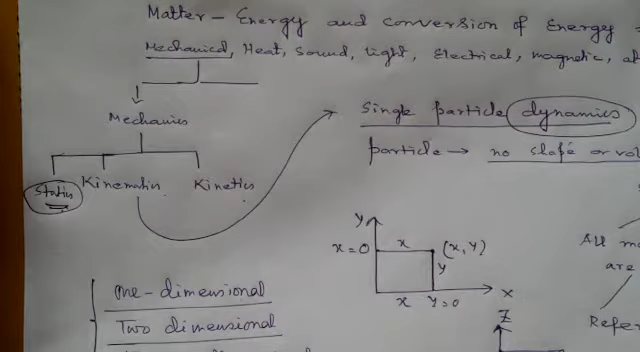 Matter - Energy and conversion of Energy
Mechanical, Heat, Sound, Light, Electrical, magnetic,
Mechanics
Statics Kinematics Kinetics
Single particle dynamics
particle → no shape or
y
x=0 x (x, y)
y
x y=0 x
All
are
Z
One-dimensional
Two dimensional